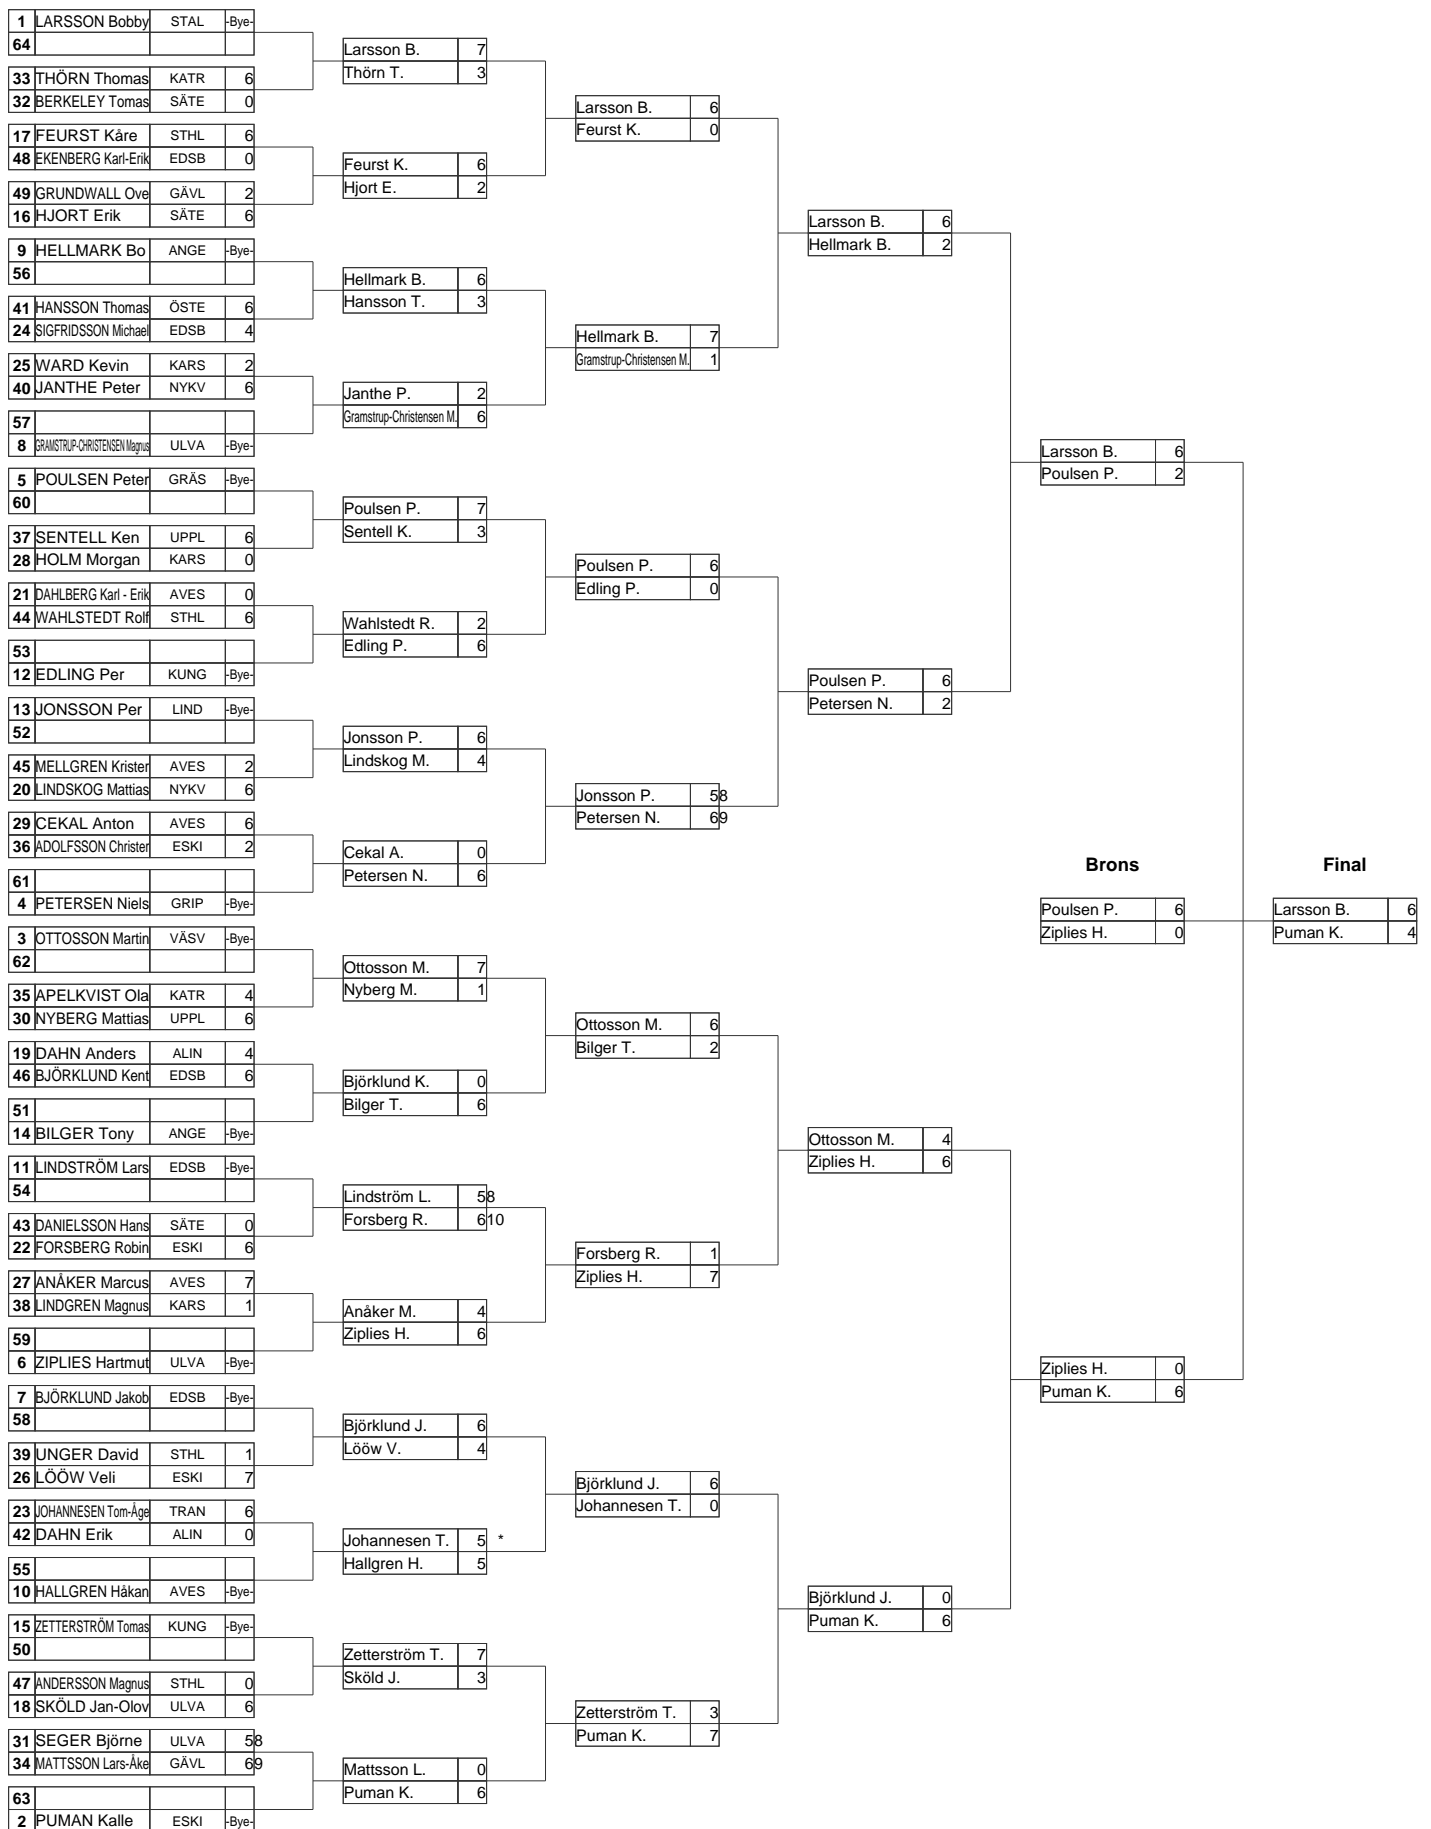 1 LARSSON Bobby STAL -Bye-
64
33 THÖRN Thomas KATR 6
32 BERKELEY Tomas SÄTE 0
17 FEURST Kåre STHL 6
48 EKENBERG Karl-Erik EDSB 0
49 GRUNDWALL Ove GÄVL 2
16 HJORT Erik SÄTE 6
9 HELLMARK Bo ANGE -Bye-
56
41 HANSSON Thomas ÖSTE 6
24 SIGFRIDSSON Michael EDSB 4
25 WARD Kevin KARS 2
40 JANTHE Peter NYKV 6
57
8 GRAMSTRUP-CHRISTENSEN Magnus ULVA -Bye-
5 POULSEN Peter GRÄS -Bye-
60
37 SENTELL Ken UPPL 6
28 HOLM Morgan KARS 0
21 DAHLBERG Karl - Erik AVES 0
44 WAHLSTEDT Rolf STHL 6
53
12 EDLING Per KUNG -Bye-
13 JONSSON Per LIND -Bye-
52
45 MELLGREN Krister AVES 2
20 LINDSKOG Mattias NYKV 6
29 CEKAL Anton AVES 6
36 ADOLFSSON Christer ESKI 2
61
4 PETERSEN Niels GRIP -Bye-
3 OTTOSSON Martin VÄSV -Bye-
62
35 APELKVIST Ola KATR 4
30 NYBERG Mattias UPPL 6
19 DAHN Anders ALIN 4
46 BJÖRKLUND Kent EDSB 6
51
14 BILGER Tony ANGE -Bye-
11 LINDSTRÖM Lars EDSB -Bye-
54
43 DANIELSSON Hans SÄTE 0
22 FORSBERG Robin ESKI 6
27 ANÅKER Marcus AVES 7
38 LINDGREN Magnus KARS 1
59
6 ZIPLIES Hartmut ULVA -Bye-
7 BJÖRKLUND Jakob EDSB -Bye-
58
39 UNGER David STHL 1
26 LÖÖW Veli ESKI 7
23 JOHANNESEN Tom-Åge TRAN 6
42 DAHN Erik ALIN 0
55
10 HALLGREN Håkan AVES -Bye-
15 ZETTERSTRÖM Tomas KUNG -Bye-
50
47 ANDERSSON Magnus STHL 0
18 SKÖLD Jan-Olov ULVA 6
31 SEGER Björne ULVA 58
34 MATTSSON Lars-Åke GÄVL 69
63
2 PUMAN Kalle ESKI -Bye-
Larsson B. 7
Thörn T. 3
Feurst K. 6
Hjort E. 2
Hellmark B. 6
Hansson T. 3
Janthe P. 2
Gramstrup-Christensen M. 6
Poulsen P. 7
Sentell K. 3
Wahlstedt R. 2
Edling P. 6
Jonsson P. 6
Lindskog M. 4
Cekal A. 0
Petersen N. 6
Ottosson M. 7
Nyberg M. 1
Björklund K. 0
Bilger T. 6
Lindström L. 58
Forsberg R. 610
Anåker M. 4
Ziplies H. 6
Björklund J. 6
Lööw V. 4
Johannesen T. 5 *
Hallgren H. 5
Zetterström T. 7
Sköld J. 3
Mattsson L. 0
Puman K. 6
Larsson B. 6
Feurst K. 0
Hellmark B. 7
Gramstrup-Christensen M. 1
Poulsen P. 6
Edling P. 0
Jonsson P. 58
Petersen N. 69
Ottosson M. 6
Bilger T. 2
Forsberg R. 1
Ziplies H. 7
Björklund J. 6
Johannesen T. 0
Zetterström T. 3
Puman K. 7
Larsson B. 6
Hellmark B. 2
Poulsen P. 6
Petersen N. 2
Ottosson M. 4
Ziplies H. 6
Björklund J. 0
Puman K. 6
Larsson B. 6
Poulsen P. 2
Ziplies H. 0
Puman K. 6
Brons
Poulsen P. 6
Ziplies H. 0
Final
Larsson B. 6
Puman K. 4